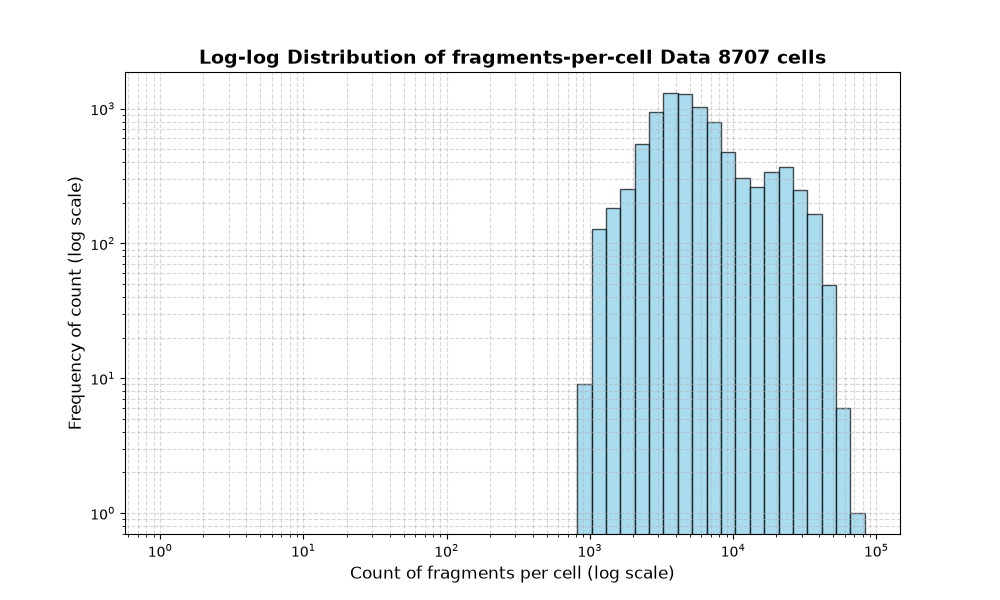 Log-log Distribution of fragments-per-cell Data 8707 cells
Frequency of count (log scale)
10³
10²
10¹
10⁰
10⁰ 10¹ 10² 10³ 10⁴ 10⁵
Count of fragments per cell (log scale)